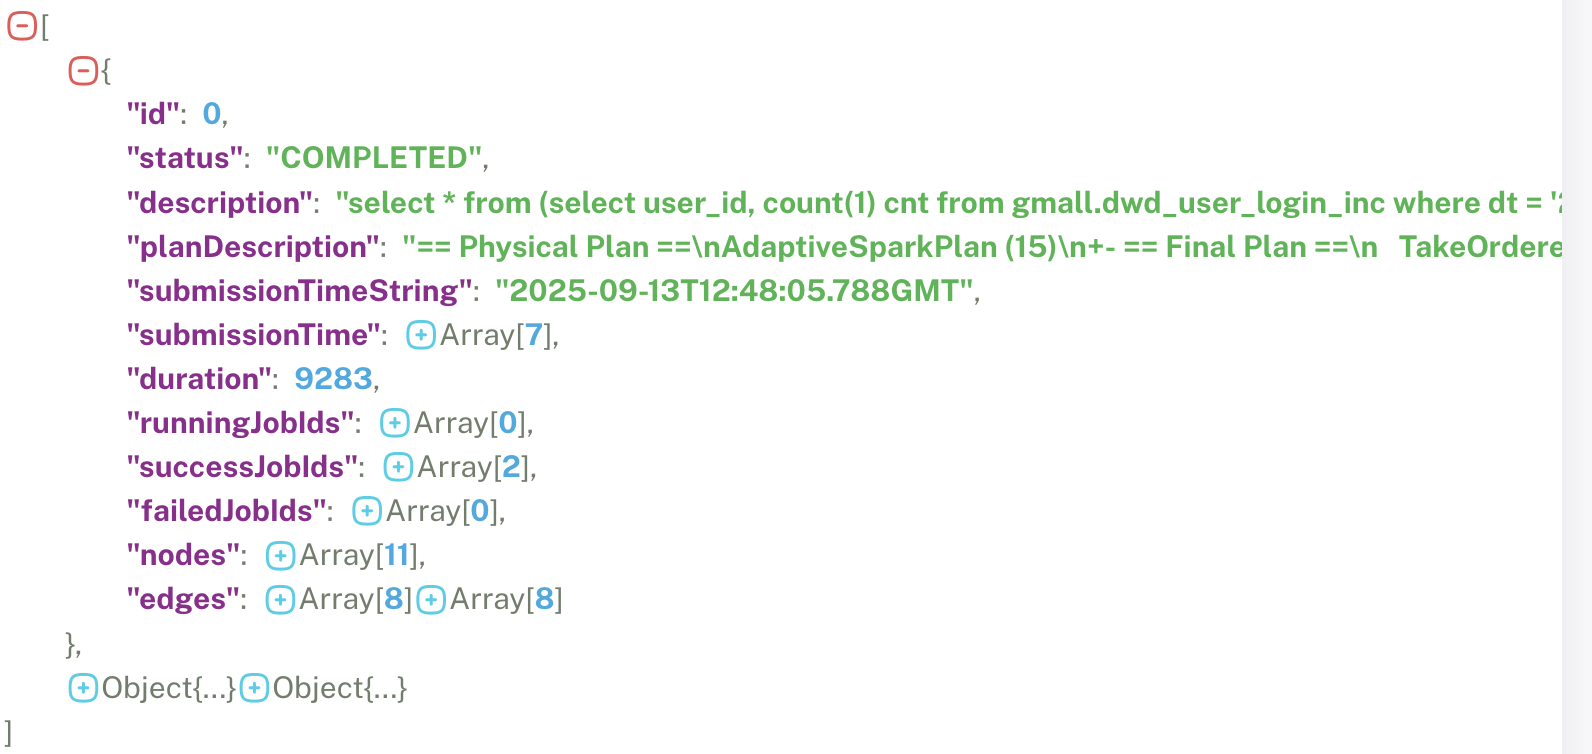 [
{
"id": 0,
"status": "COMPLETED",
"description": "select * from (select user_id, count(1) cnt from gmall.dwd_user_login_inc where dt = '
"planDescription": "== Physical Plan ==\nAdaptiveSparkPlan (15)\n+- == Final Plan ==\n   TakeOrdere
"submissionTimeString": "2025-09-13T12:48:05.788GMT",
"submissionTime": Array[7],
"duration": 9283,
"runningJobIds": Array[0],
"successJobIds": Array[2],
"failedJobIds": Array[0],
"nodes": Array[11],
"edges": Array[8]Array[8]
},
Object{...}Object{...}
]